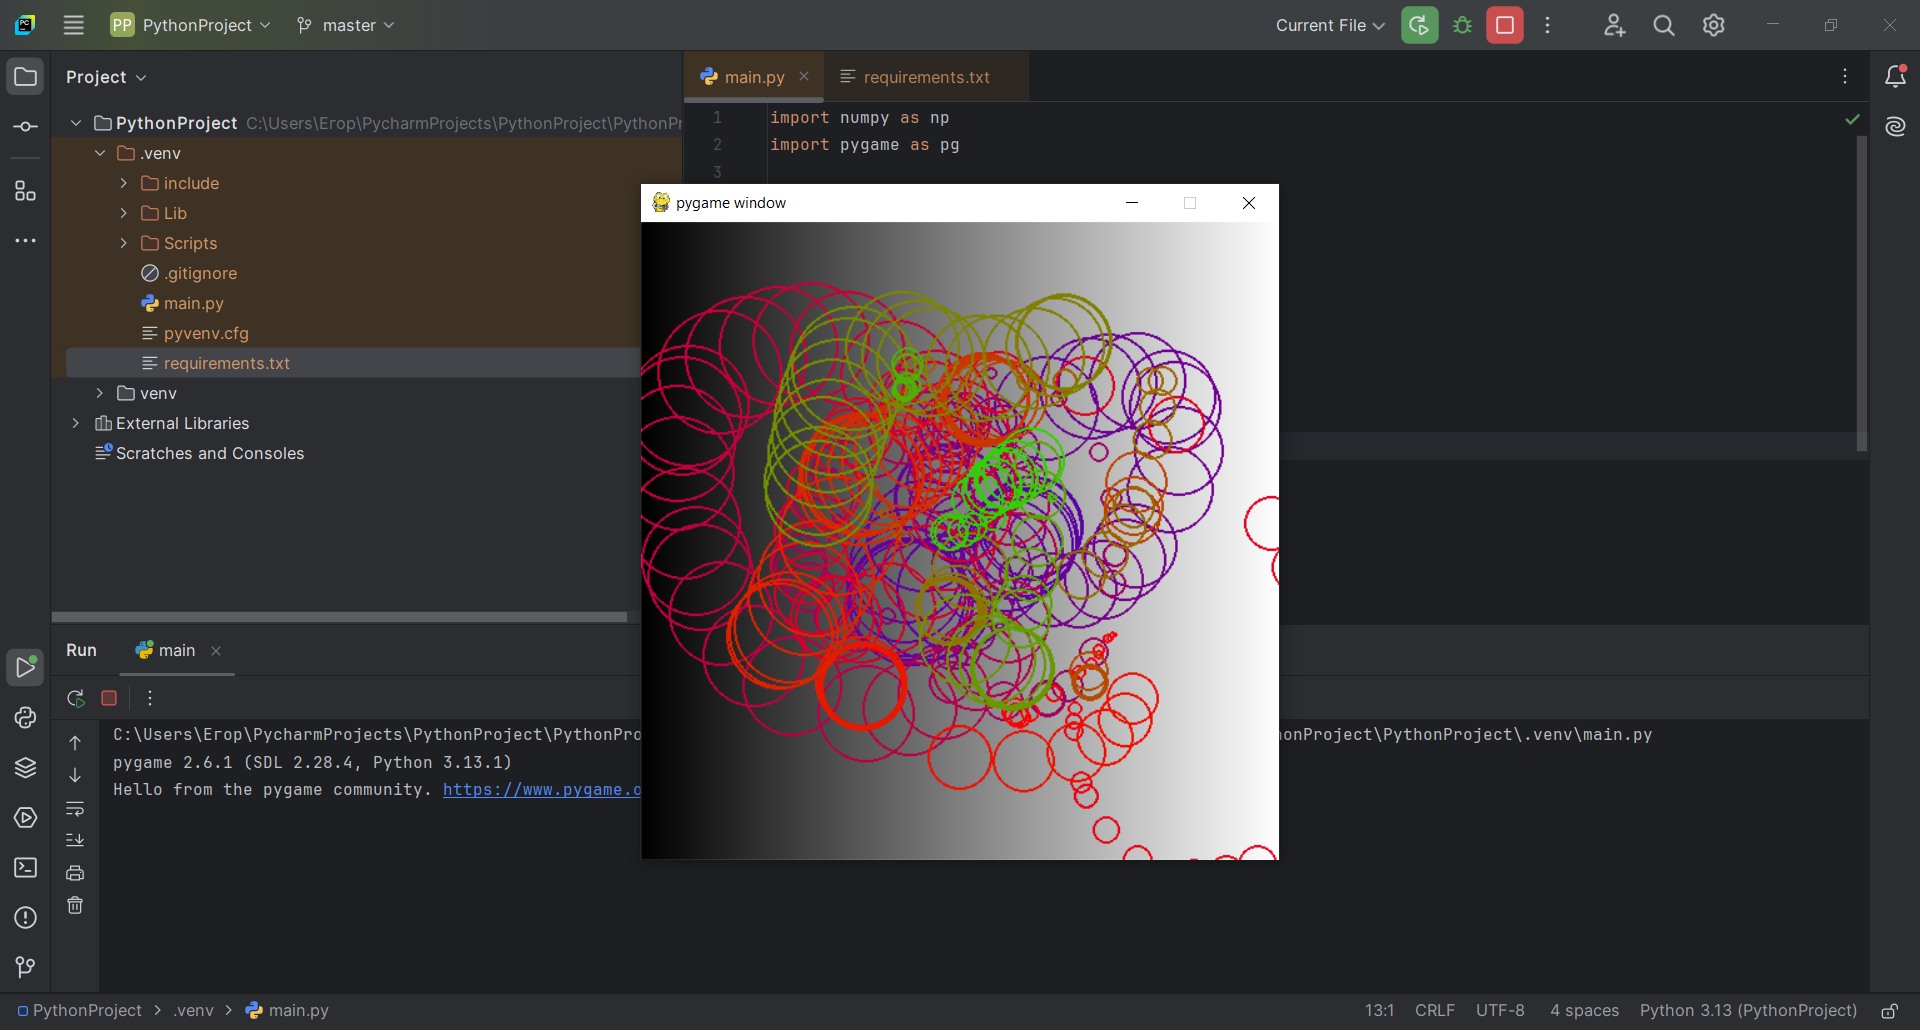 PP PythonProject master Current File
Project main.py requirements.txt
PythonProject C:\Users\Егор\PycharmProjects\PythonProject\PythonPr
.venv
include
Lib
Scripts
.gitignore
main.py
pyvenv.cfg
requirements.txt
venv
External Libraries
Scratches and Consoles
1 import numpy as np
2 import pygame as pg
3
pygame window
Run main
C:\Users\Егор\PycharmProjects\PythonProject\PythonPro onProject\PythonProject\.venv\main.py
pygame 2.6.1 (SDL 2.28.4, Python 3.13.1)
Hello from the pygame community. https://www.pygame.o
PythonProject > .venv > main.py 13:1 CRLF UTF-8 4 spaces Python 3.13 (PythonProject)